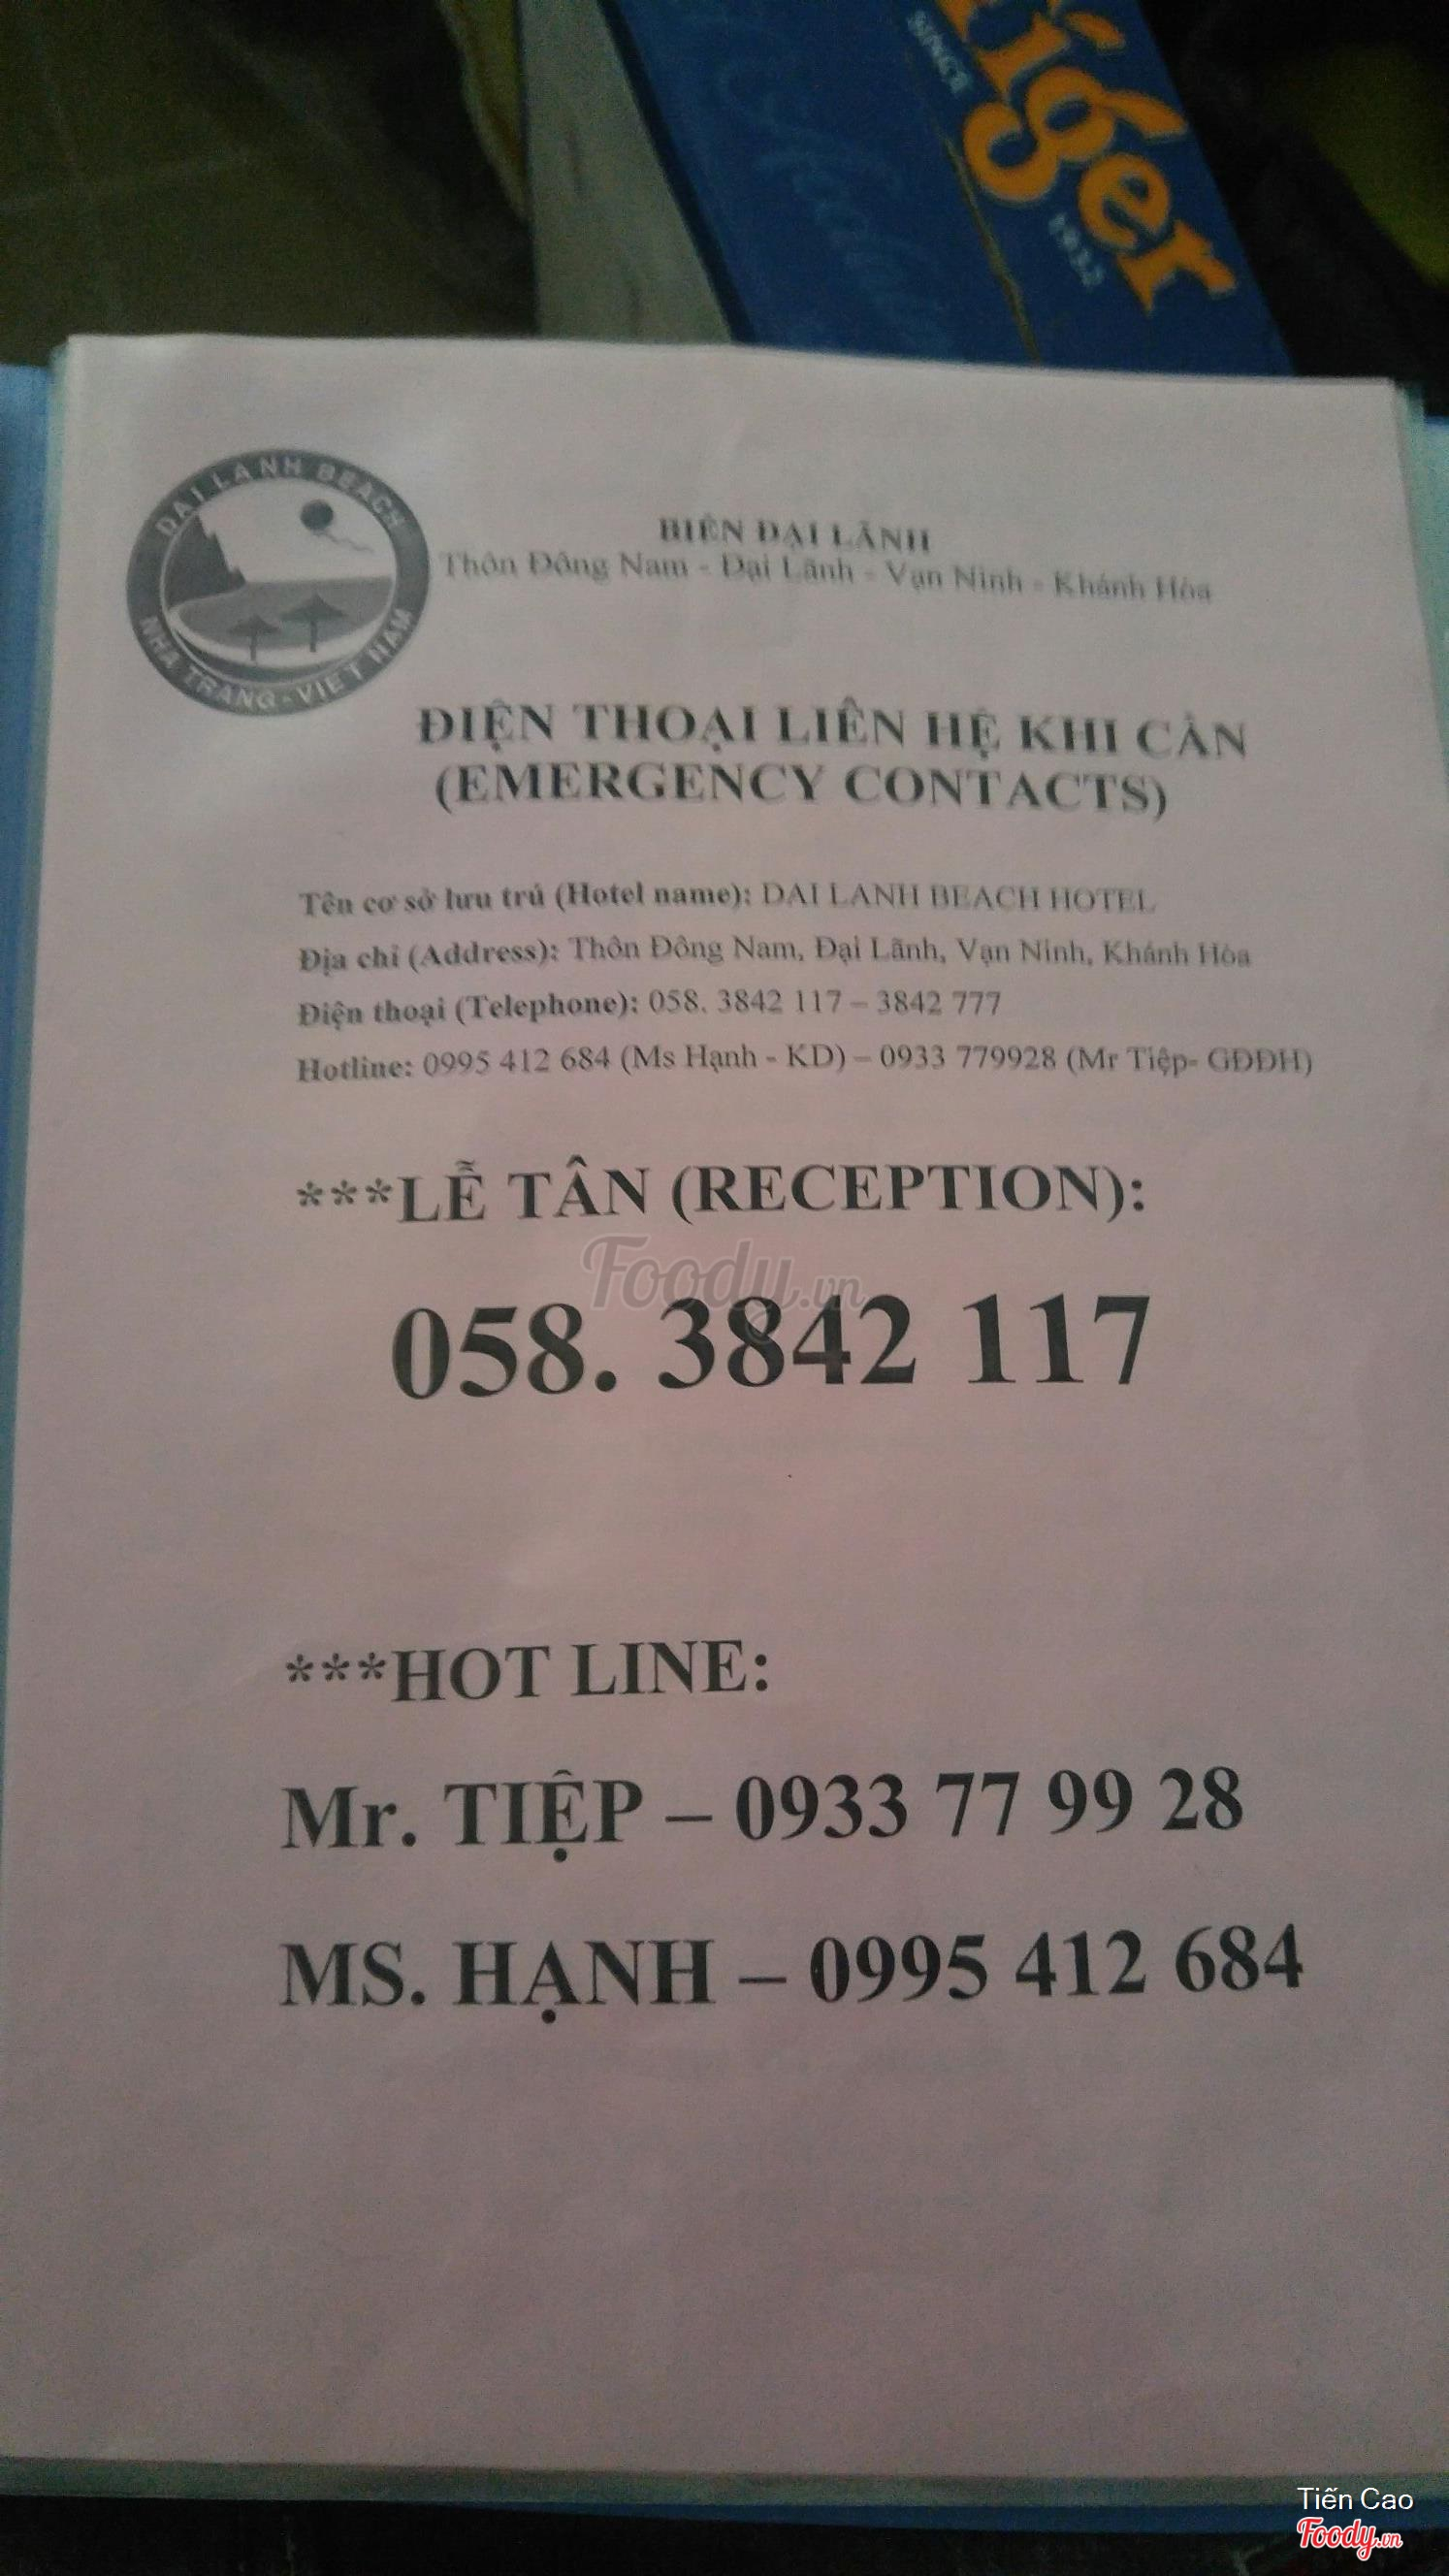 Tiger
SINCE
1932
DAI LANH BEACH
NHA TRANG - VIET NAM
BIỂN ĐẠI LÃNH
Thôn Đông Nam - Đại Lãnh - Vạn Ninh - Khánh Hòa
ĐIỆN THOẠI LIÊN HỆ KHI CẦN
(EMERGENCY CONTACTS)
Tên cơ sở lưu trú (Hotel name): DAI LANH BEACH HOTEL
Địa chỉ (Address): Thôn Đông Nam, Đại Lãnh, Vạn Ninh, Khánh Hòa
Điện thoại (Telephone): 058. 3842 117 – 3842 777
Hotline: 0995 412 684 (Ms Hạnh - KD) – 0933 779928 (Mr Tiệp- GĐĐH)
***LỄ TÂN (RECEPTION):
Foody.vn
058. 3842 117
***HOT LINE:
Mr. TIỆP – 0933 77 99 28
MS. HẠNH – 0995 412 684
Tiến Cao
Foody.vn